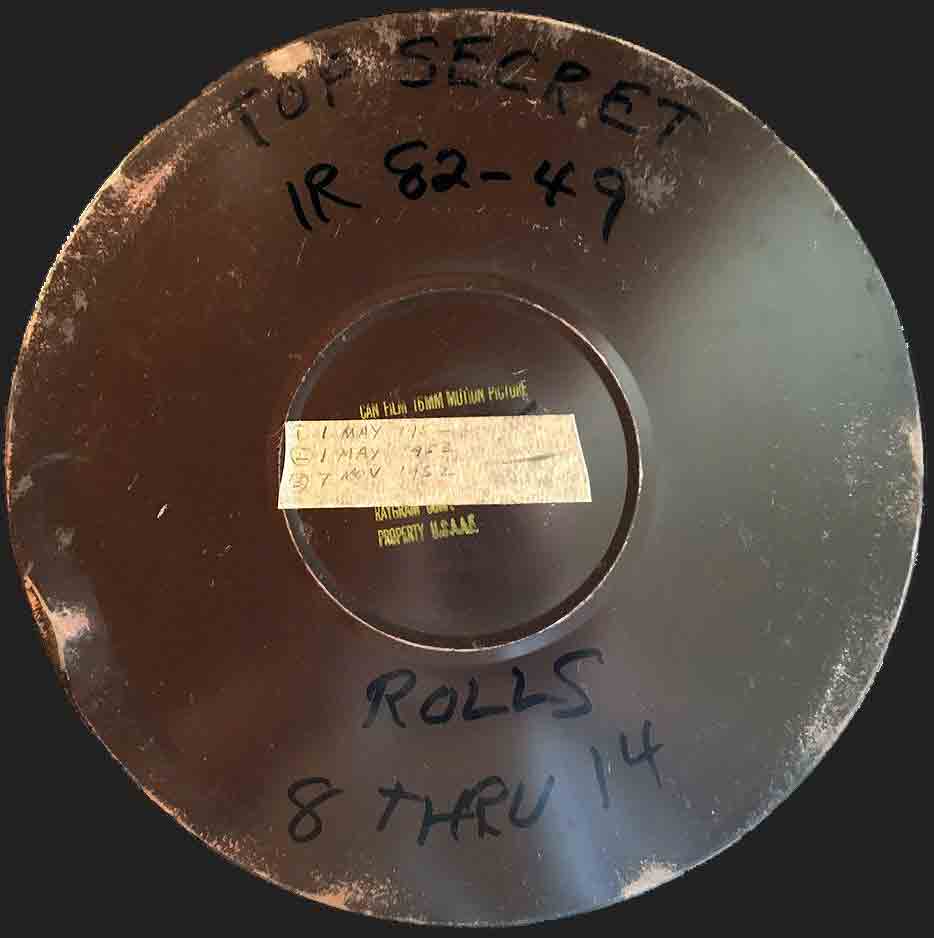 TOP SECRET
IR 82-49
CAN FILM 16MM MOTION PICTURE
1 MAY
1 MAY 1952
7 NOV 1952
PROPERTY U.S.A.A.F.
ROLLS
8 THRU 14